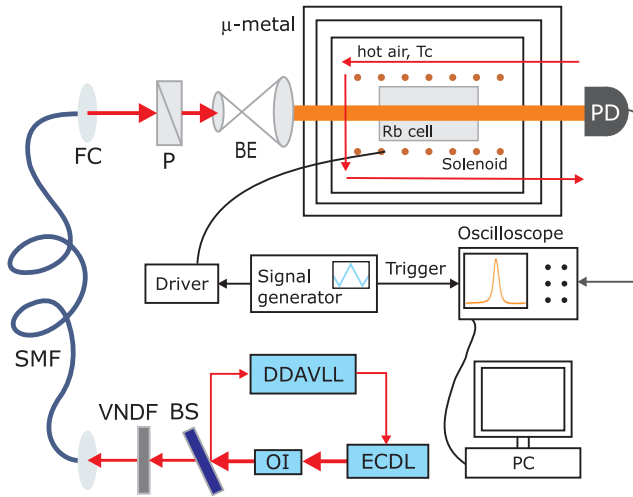 μ-metal
hot air, Tc
Rb cell
Solenoid
PD
FC
P
BE
Oscilloscope
Driver
Signal
generator
Trigger
SMF
DDAVLL
VNDF
BS
OI
ECDL
PC